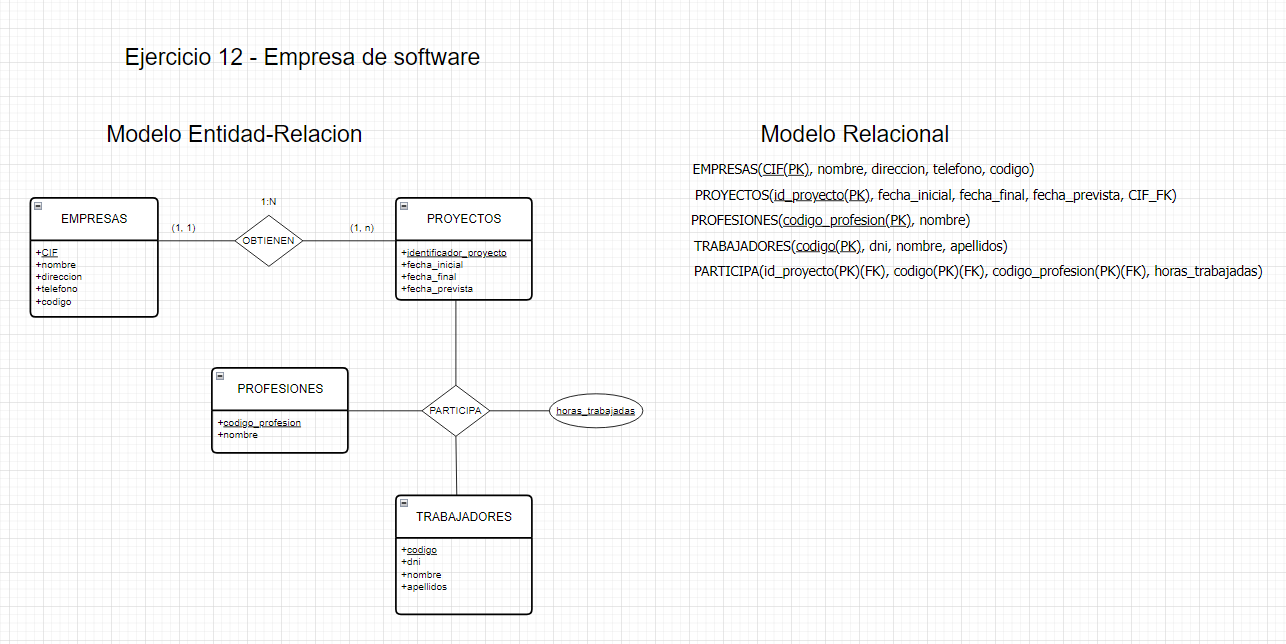 Ejercicio 12 - Empresa de software
Modelo Entidad-Relacion
EMPRESAS
+CIF
+nombre
+direccion
+telefono
+codigo
(1, 1)
1:N
OBTIENEN
(1, n)
PROYECTOS
+identificador_proyecto
+fecha_inicial
+fecha_final
+fecha_prevista
PROFESIONES
+codigo_profesion
+nombre
PARTICIPA
horas_trabajadas
TRABAJADORES
+codigo
+dni
+nombre
+apellidos
Modelo Relacional
EMPRESAS(CIF(PK), nombre, direccion, telefono, codigo)
PROYECTOS(id_proyecto(PK), fecha_inicial, fecha_final, fecha_prevista, CIF_FK)
PROFESIONES(codigo_profesion(PK), nombre)
TRABAJADORES(codigo(PK), dni, nombre, apellidos)
PARTICIPA(id_proyecto(PK)(FK), codigo(PK)(FK), codigo_profesion(PK)(FK), horas_trabajadas)